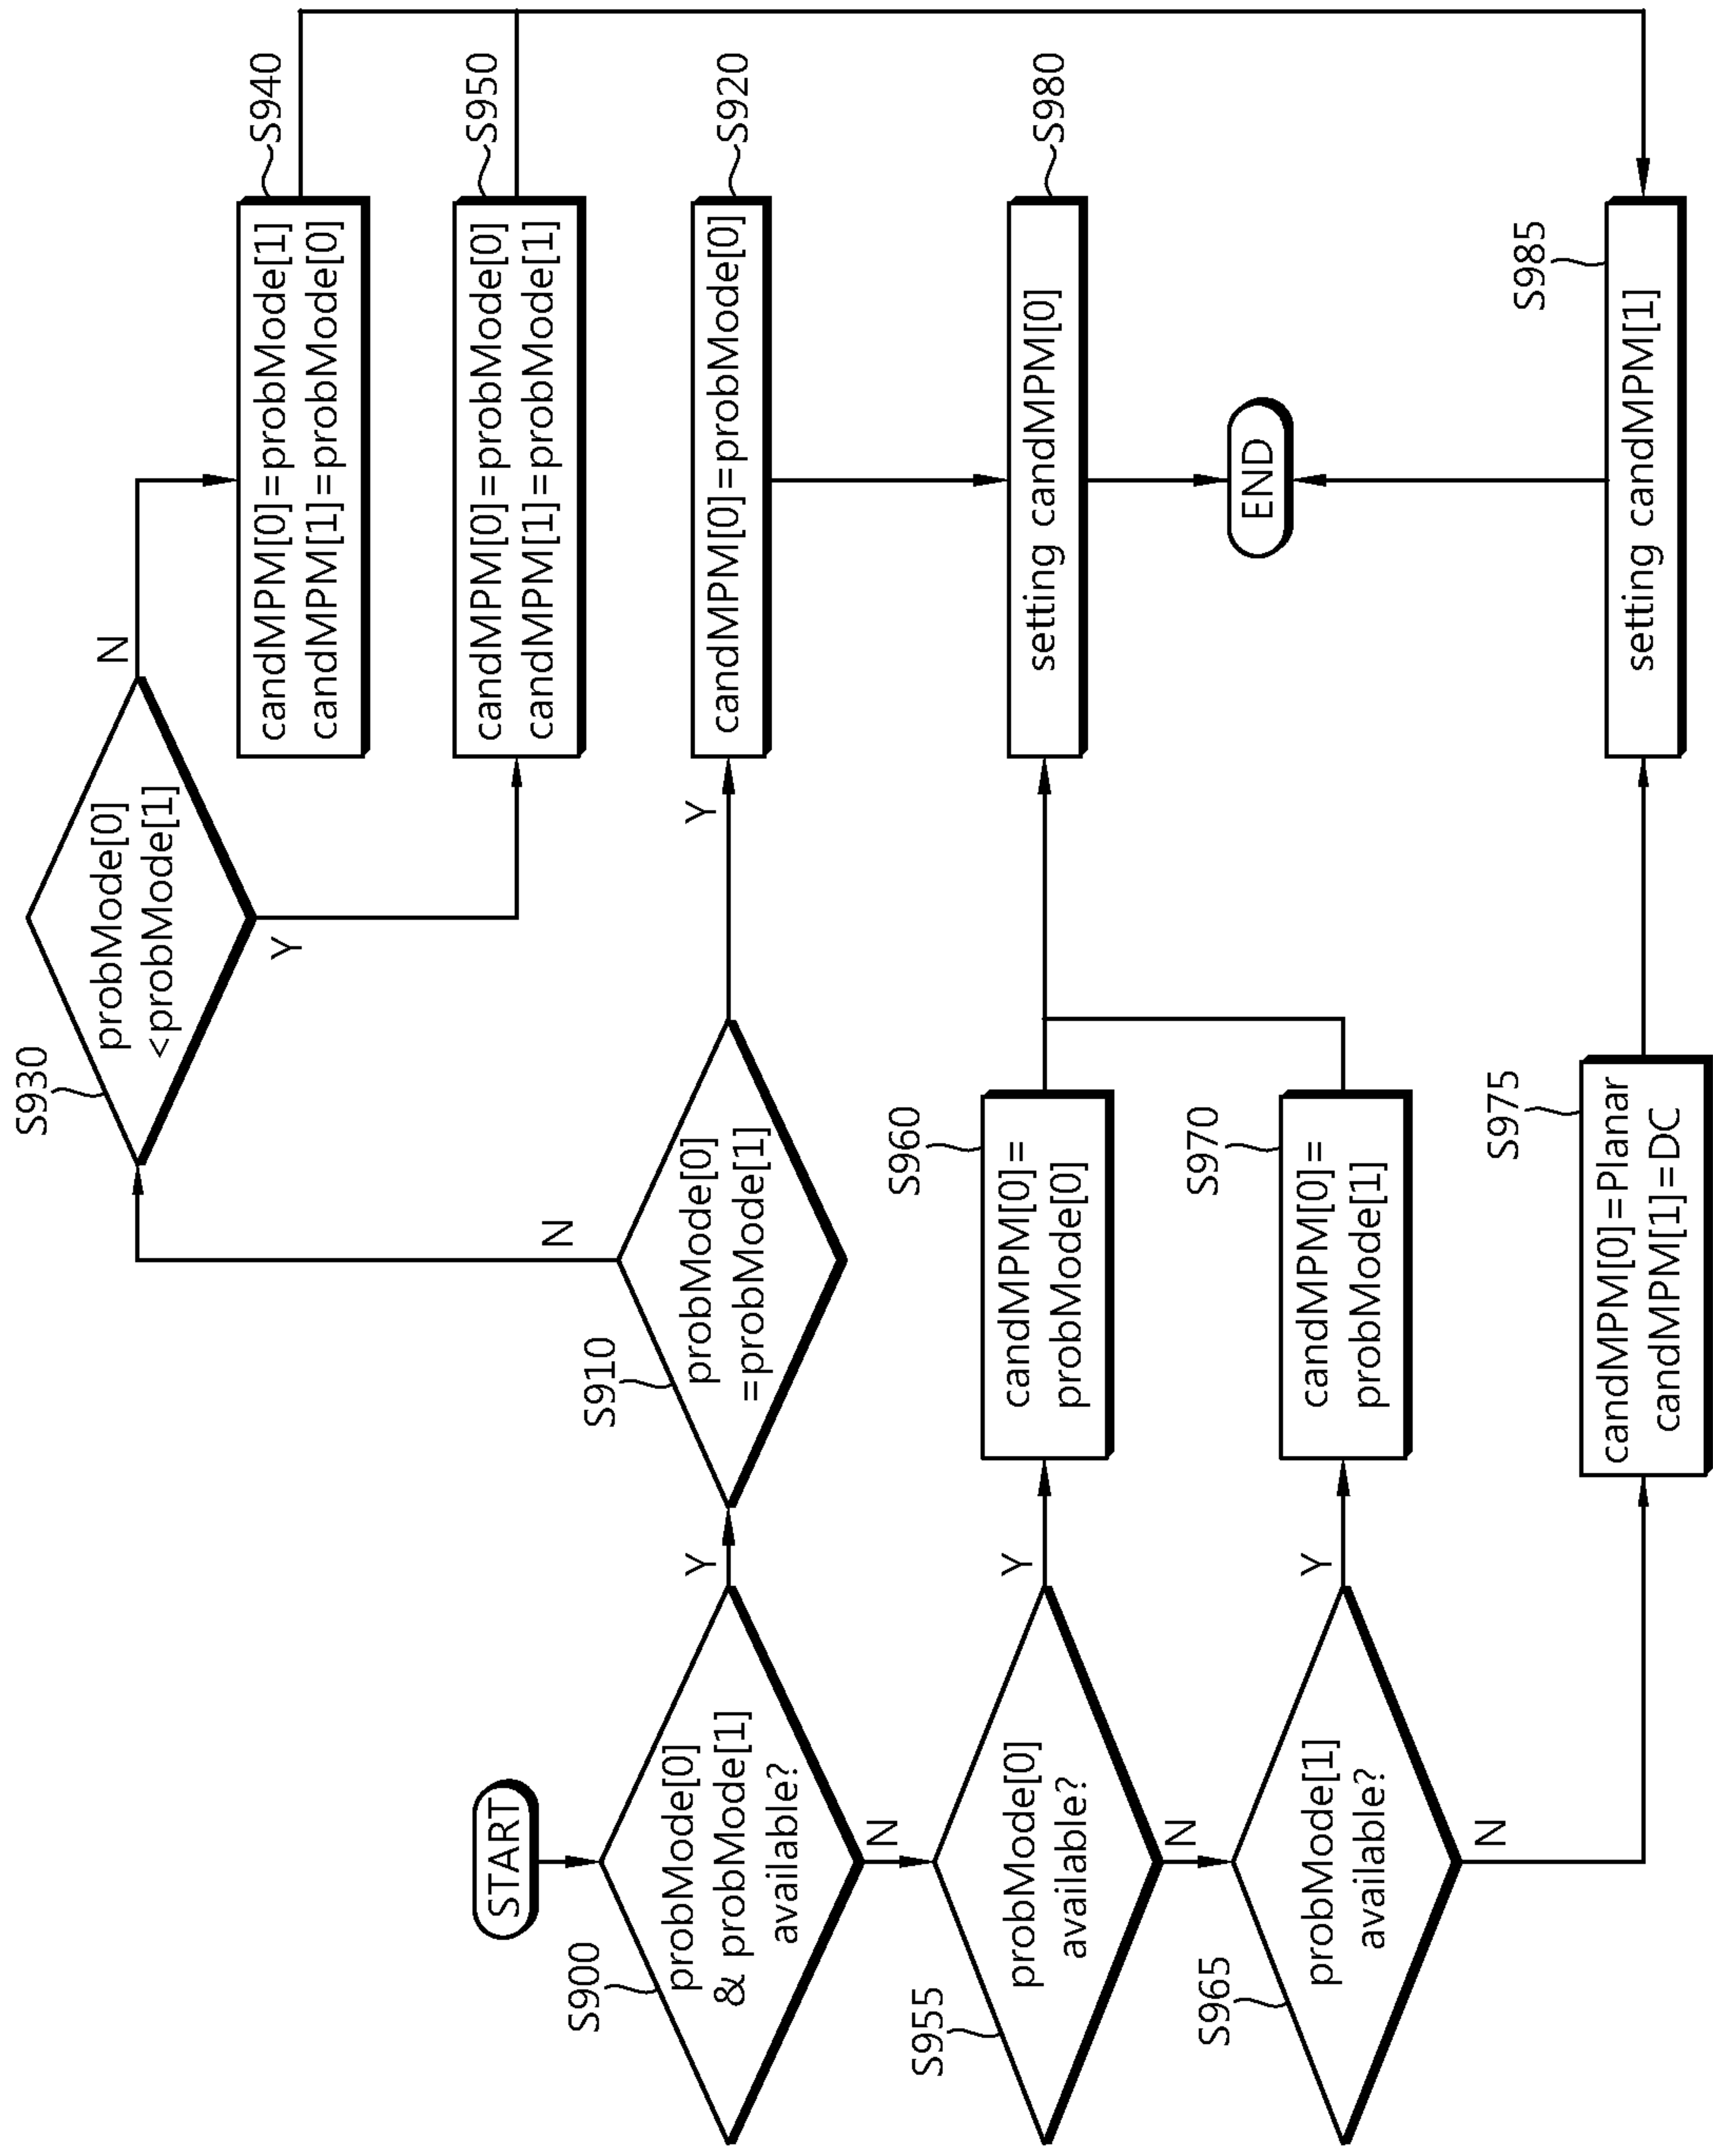 START
S900
probMode[0]
& probMode[1]
available?
Y
N
S910
probMode[0]
=probMode[1]
N
Y
S930
probMode[0]
<probMode[1]
N
Y
S940
candMPM[0]=probMode[1]
candMPM[1]=probMode[0]
S950
candMPM[0]=probMode[0]
candMPM[1]=probMode[1]
S920
candMPM[0]=probMode[0]
S955
probMode[0]
available?
Y
N
S960
candMPM[0]=
probMode[0]
S980
setting candMPM[0]
END
S965
probMode[1]
available?
Y
N
S970
candMPM[0]=
probMode[1]
S975
candMPM[0]=Planar
candMPM[1]=DC
S985
setting candMPM[1]